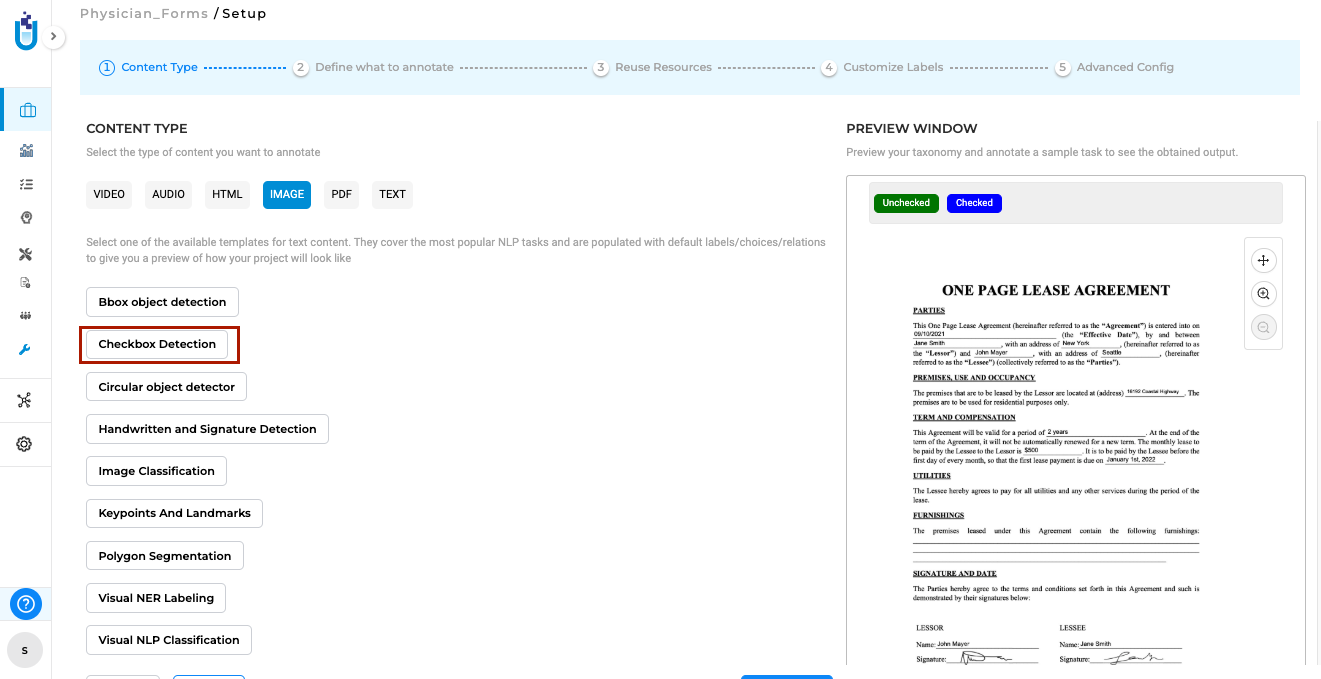 Physician_Forms / Setup
1 Content Type 2 Define what to annotate 3 Reuse Resources 4 Customize Labels 5 Advanced Config
CONTENT TYPE
Select the type of content you want to annotate
VIDEO AUDIO HTML IMAGE PDF TEXT
Select one of the available templates for text content. They cover the most popular NLP tasks and are populated with default labels/choices/relations
to give you a preview of how your project will look like
Bbox object detection
Checkbox Detection
Circular object detector
Handwritten and Signature Detection
Image Classification
Keypoints And Landmarks
Polygon Segmentation
Visual NER Labeling
Visual NLP Classification
S
PREVIEW WINDOW
Preview your taxonomy and annotate a sample task to see the obtained output.
Unchecked Checked
ONE PAGE LEASE AGREEMENT
PARTIES
This One Page Lease Agreement (hereinafter referred to as the “Agreement”) is entered into on
09/10/2021 (the “Effective Date”), by and between
Jane Smith , with an address of New York , (hereinafter referred to as
the “Lessor”) and John Mayer , with an address of Seattle , (hereinafter
referred to as the “Lessee”) (collectively referred to as the “Parties”).
PREMISES, USE AND OCCUPANCY
The premises that are to be leased by the Lessor are located at (address) 16192 Coastal Highway . The
premises are to be used for residential purposes only.
TERM AND COMPENSATION
This Agreement will be valid for a period of 2 years . At the end of the
term of the Agreement, it will not be automatically renewed for a new term. The monthly lease to
be paid by the Lessee to the Lessor is $500 . It is to be paid by the Lessee before the
first day of every month, so that the first lease payment is due on January 1st, 2022 .
UTILITIES
The Lessee hereby agrees to pay for all utilities and any other services during the period of the
lease.
FURNISHINGS
The premises leased under this Agreement contain the following furnishings:
SIGNATURE AND DATE
The Parties hereby agree to the terms and conditions set forth in this Agreement and such is
demonstrated by their signatures below:
LESSOR LESSEE
Name: John Mayer Name: Jane Smith
Signature: Signature: